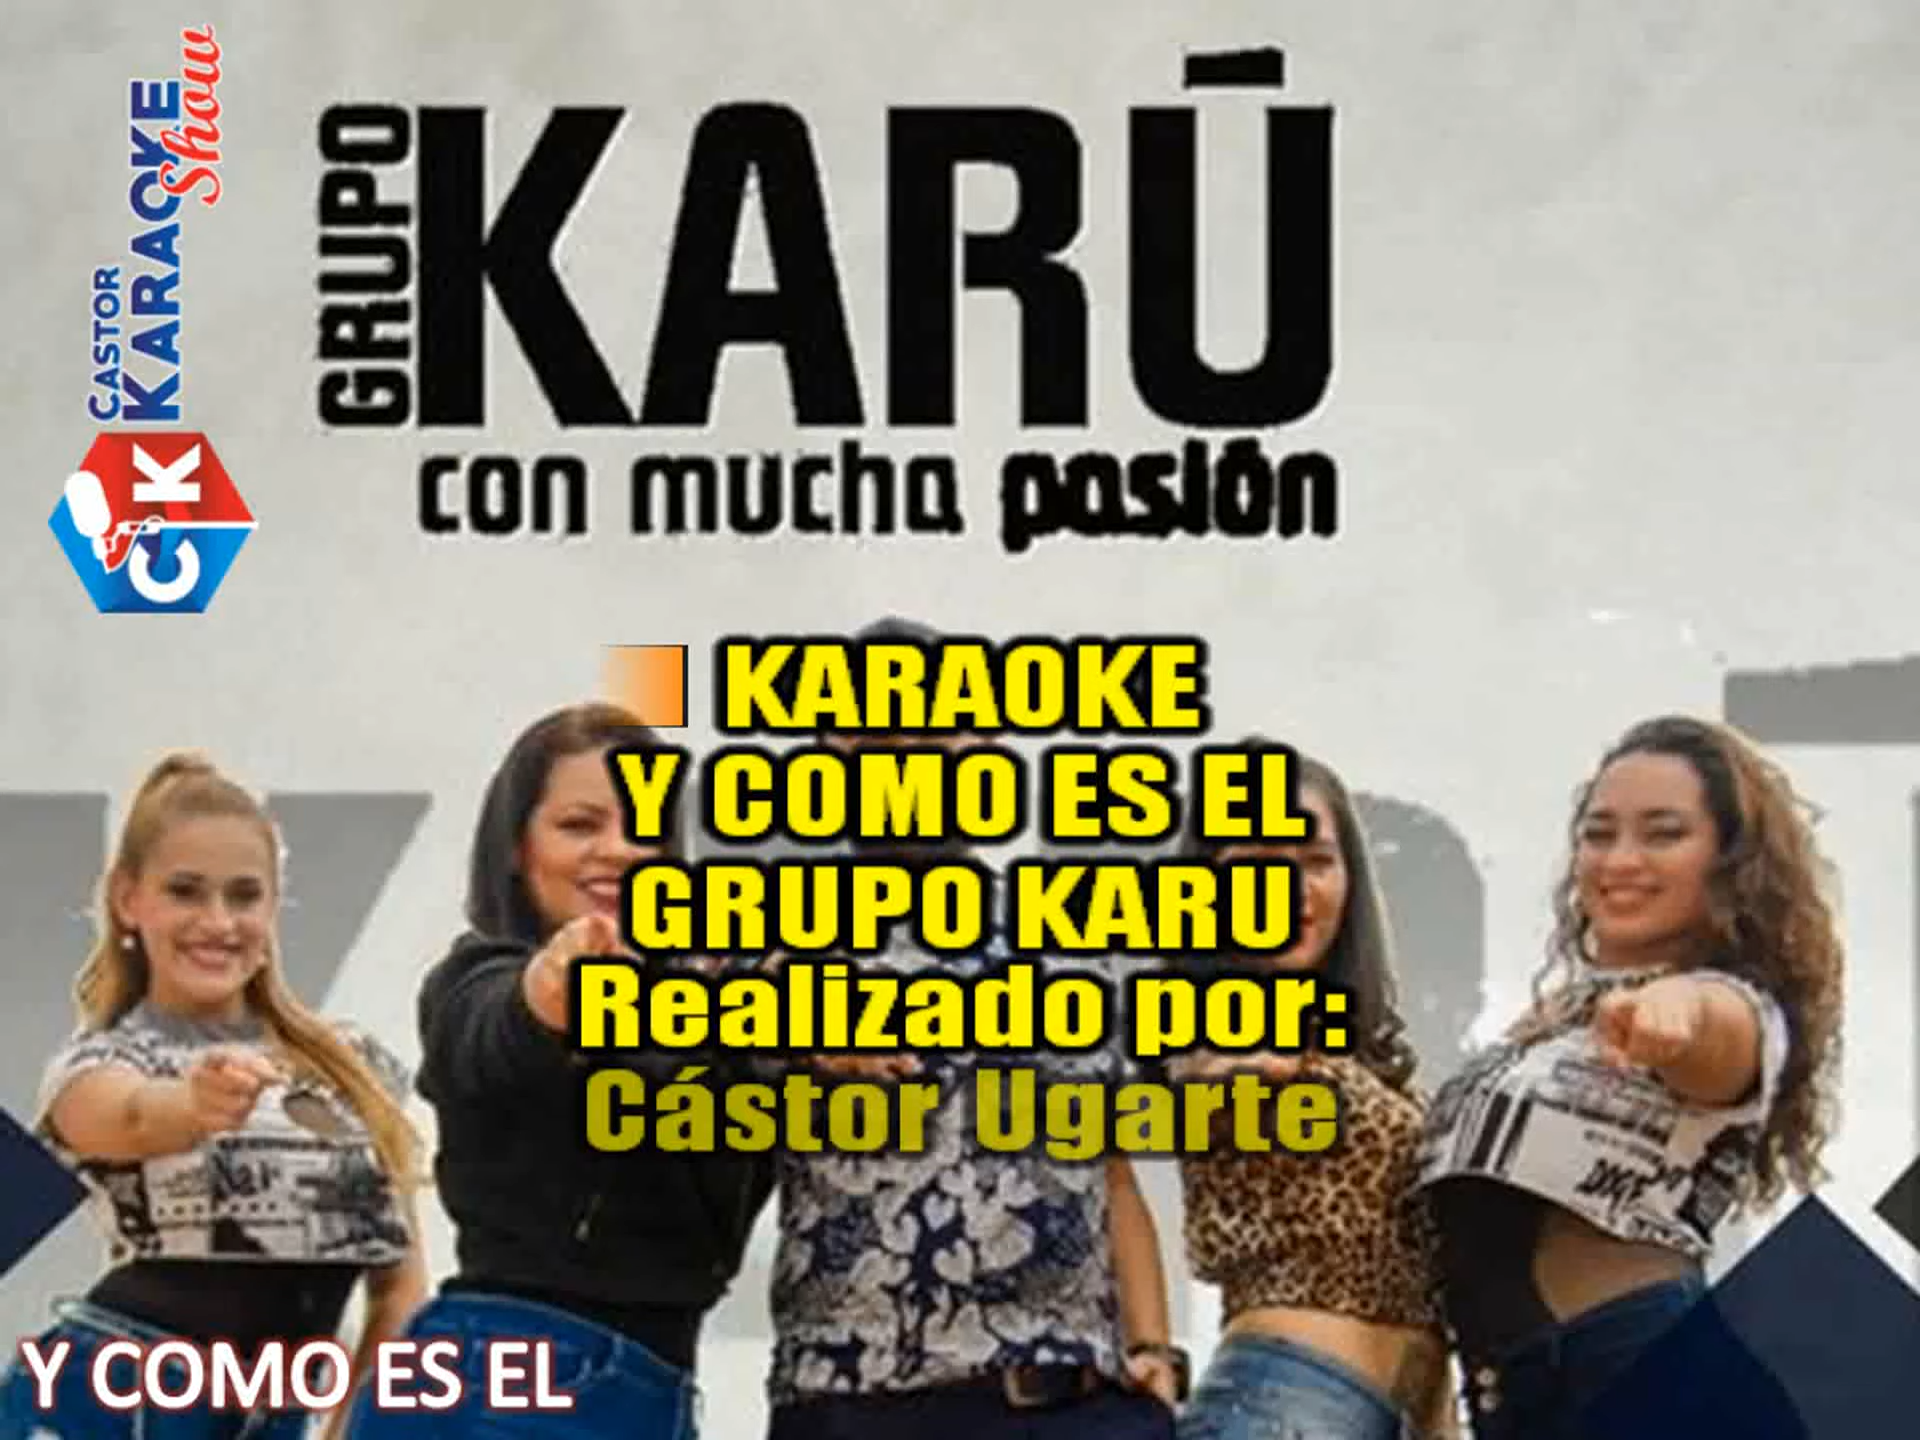 CASTOR
KARAOKE
Show
CK
GRUPO
KARÚ
con mucha pasión
KARAOKE
Y COMO ES EL
GRUPO KARU
Realizado por:
Cástor Ugarte
Y COMO ES EL